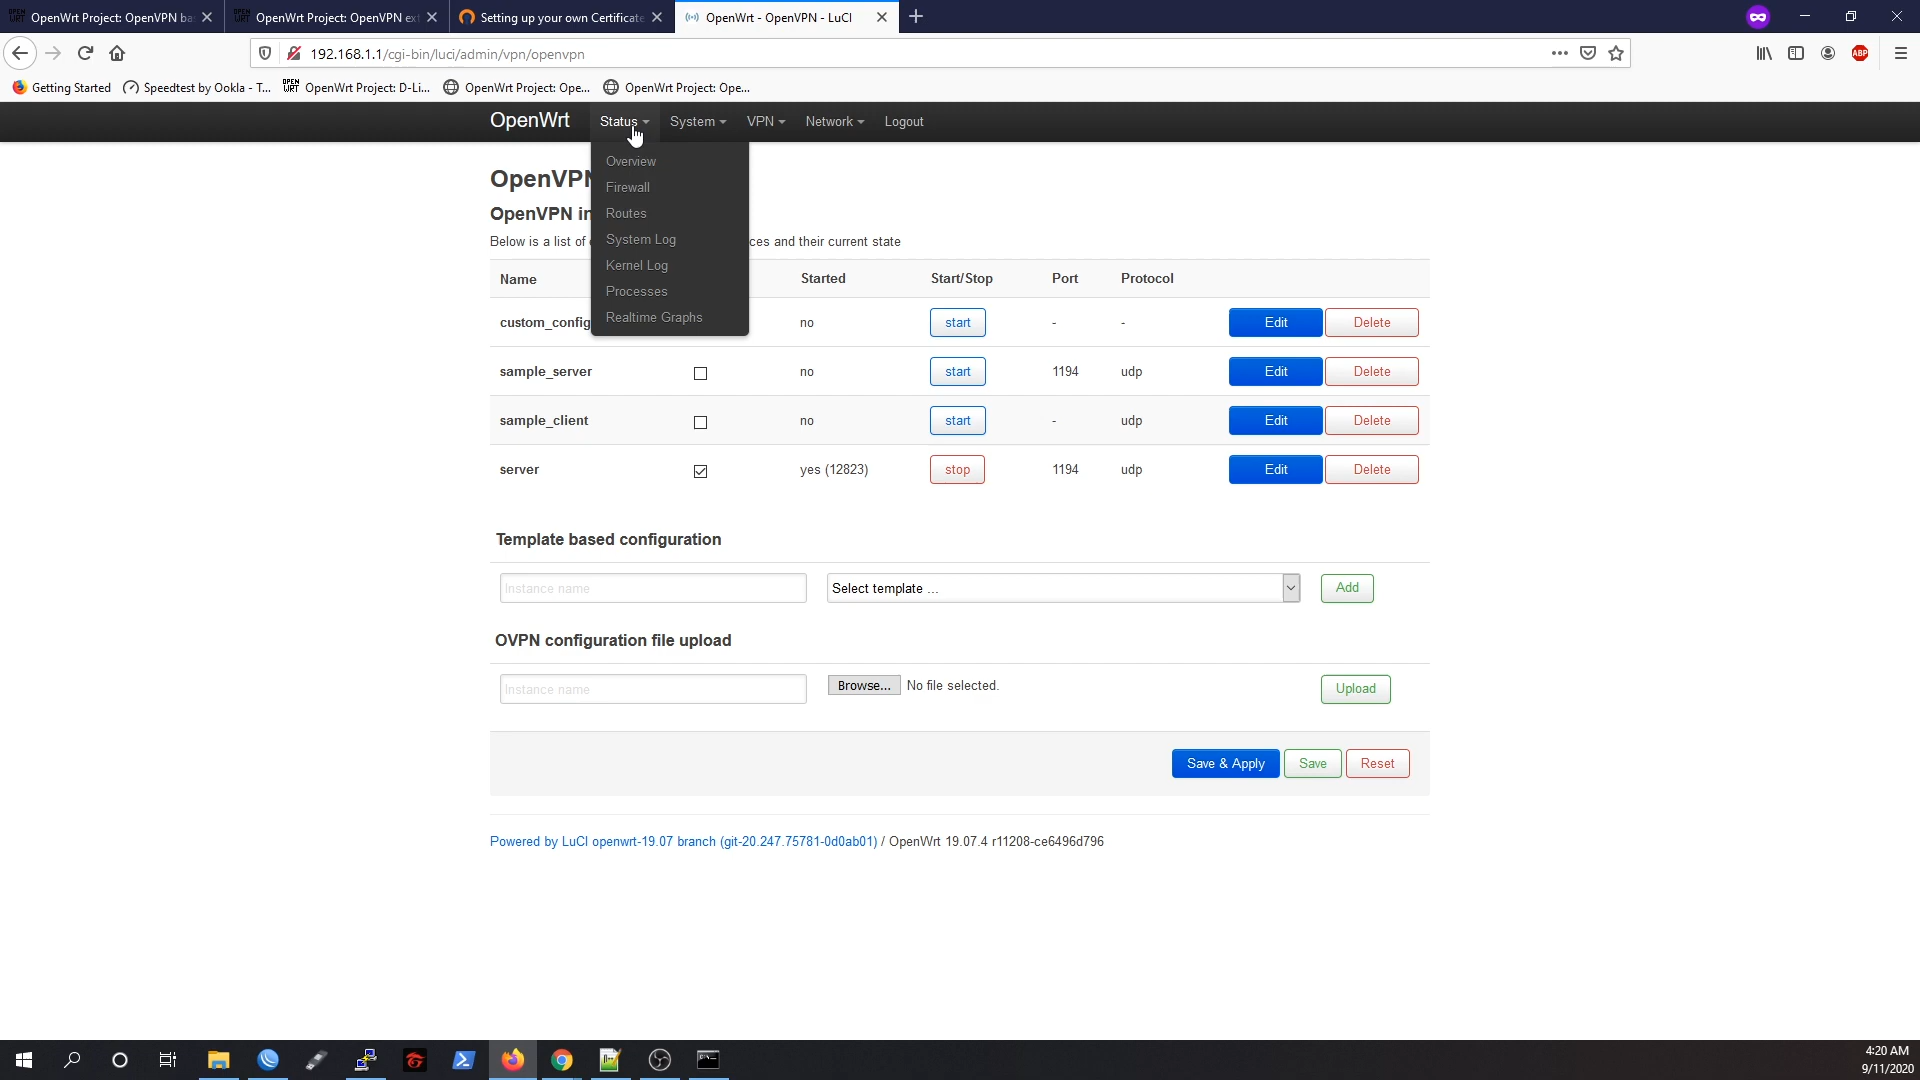 OpenWrt Project: OpenVPN ba
OpenWrt Project: OpenVPN ext
Setting up your own Certificate
OpenWrt - OpenVPN - LuCI
192.168.1.1/cgi-bin/luci/admin/vpn/openvpn
ABP
Getting Started
Speedtest by Ookla - T...
OpenWrt Project: D-Li...
OpenWrt Project: Ope...
OpenWrt Project: Ope...
OpenWrt Status System VPN Network Logout
Overview
Firewall
Routes
System Log
Kernel Log
Processes
Realtime Graphs
OpenVPN
OpenVPN in
Below is a list of
ces and their current state
Name Started Start/Stop Port Protocol
custom_config no start - - Edit Delete
sample_server no start 1194 udp Edit Delete
sample_client no start - udp Edit Delete
server yes (12823) stop 1194 udp Edit Delete
Template based configuration
Instance name Select template ... Add
OVPN configuration file upload
Instance name Browse... No file selected. Upload
Save & Apply Save Reset
Powered by LuCI openwrt-19.07 branch (git-20.247.75781-0d0ab01) / OpenWrt 19.07.4 r11208-ce6496d796
4:20 AM
9/11/2020